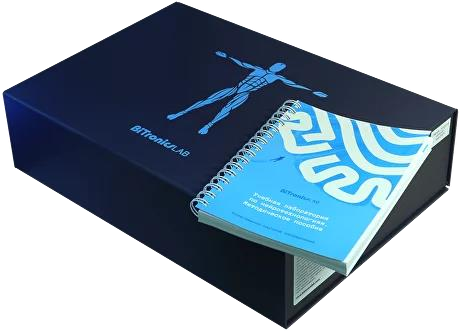 BiTronicsLAB
BiTronicsLAB
Учебная лаборатория
по нейротехнологиям.
Методическое пособие